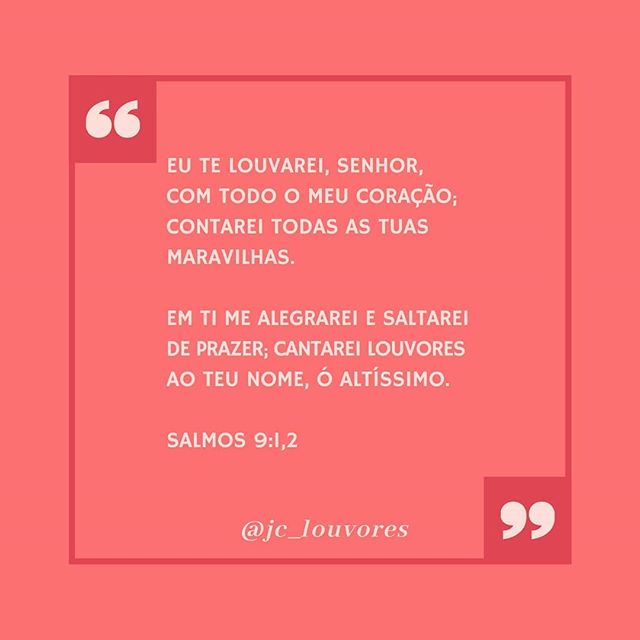 EU TE LOUVAREI, SENHOR,
COM TODO O MEU CORAÇÃO;
CONTAREI TODAS AS TUAS
MARAVILHAS.
EM TI ME ALEGRAREI E SALTAREI
DE PRAZER; CANTAREI LOUVORES
AO TEU NOME, Ó ALTÍSSIMO.
SALMOS 9:1,2
@jc_louvores